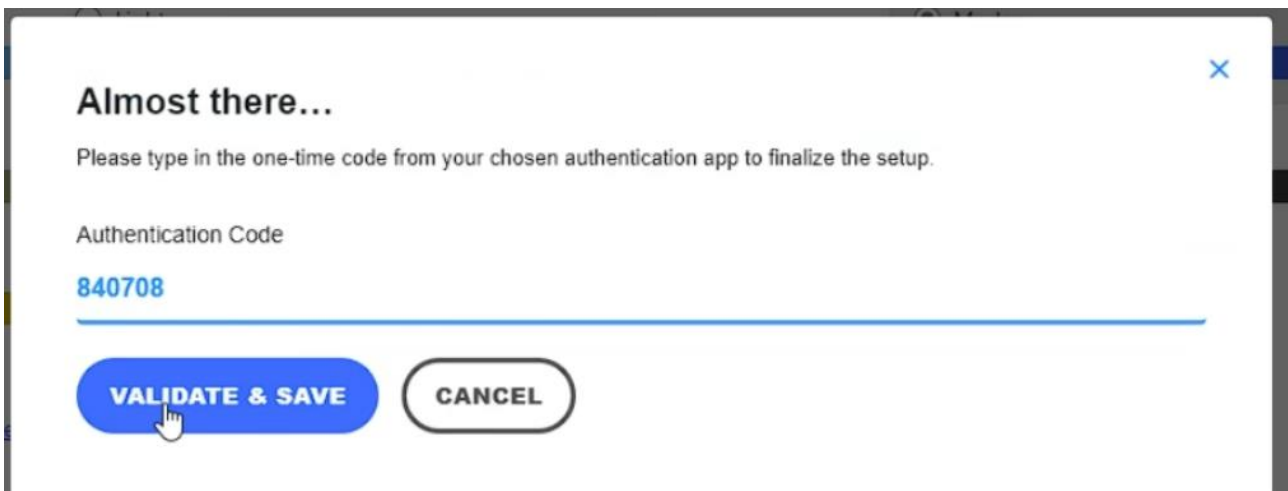 Almost there...
Please type in the one-time code from your chosen authentication app to finalize the setup.
Authentication Code
840708
VALIDATE & SAVE
CANCEL